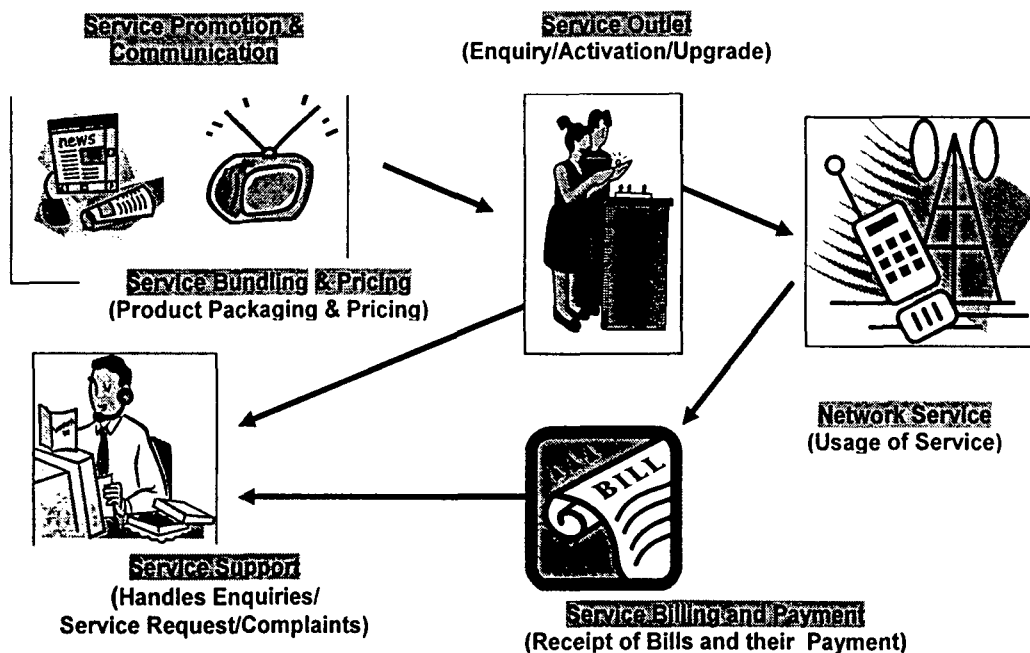 Service Promotion &
Communication
Service Outlet
(Enquiry/Activation/Upgrade)
news
Service Bundling & Pricing
(Product Packaging & Pricing)
Network Service
(Usage of Service)
BILL
Service Support
(Handles Enquiries/
Service Request/Complaints)
Service Billing and Payment
(Receipt of Bills and their Payment)